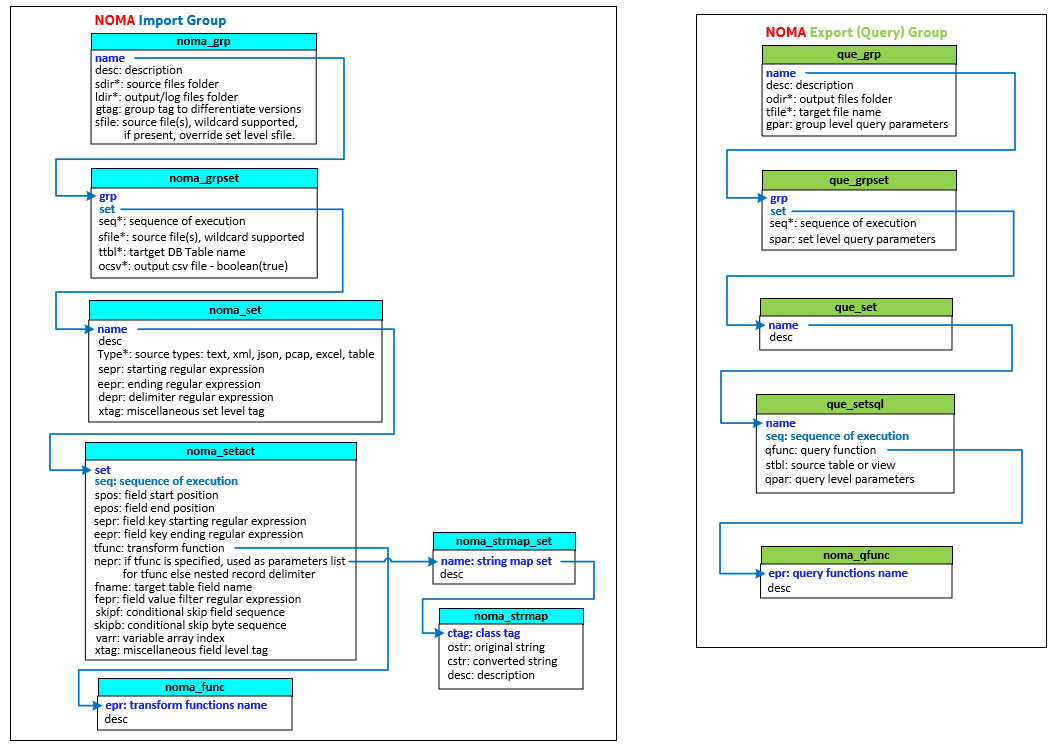 NOMA Import Group
noma_grp
name
desc: description
sdir*: source files folder
ldir*: output/log files folder
gtag: group tag to differentiate versions
sfile: source file(s), wildcard supported,
if present, override set level sfile.
noma_grpset
grp
set
seq*: sequence of execution
sfile*: source file(s), wildcard supported
ttbl*: tartget DB Table name
ocsv*: output csv file - boolean(true)
noma_set
name
desc
Type*: source types: text, xml, json, pcap, excel, table
sepr: starting regular expression
eepr: ending regular expression
depr: delimiter regular expression
xtag: miscellaneous set level tag
noma_setact
set
seq: sequence of execution
spos: field start position
epos: field end position
sepr: field key starting regular expression
eepr: field key ending regular expression
tfunc: transform function
nepr: if tfunc is specified, used as parameters list
for tfunc else nested record delimiter
fname: target table field name
fepr: field value filter regular expression
skipf: conditional skip field sequence
skipb: conditional skip byte sequence
varr: variable array index
xtag: miscellaneous field level tag
noma_func
epr: transform functions name
desc
noma_strmap_set
name: string map set
desc
noma_strmap
ctag: class tag
ostr: original string
cstr: converted string
desc: description
NOMA Export (Query) Group
que_grp
name
desc: description
odir*: output files folder
tfile*: target file name
gpar: group level query parameters
que_grpset
grp
set
seq*: sequence of execution
spar: set level query parameters
que_set
name
desc
que_setsql
name
seq: sequence of execution
qfunc: query function
stbl: source table or view
qpar: query level parameters
noma_qfunc
epr: query functions name
desc